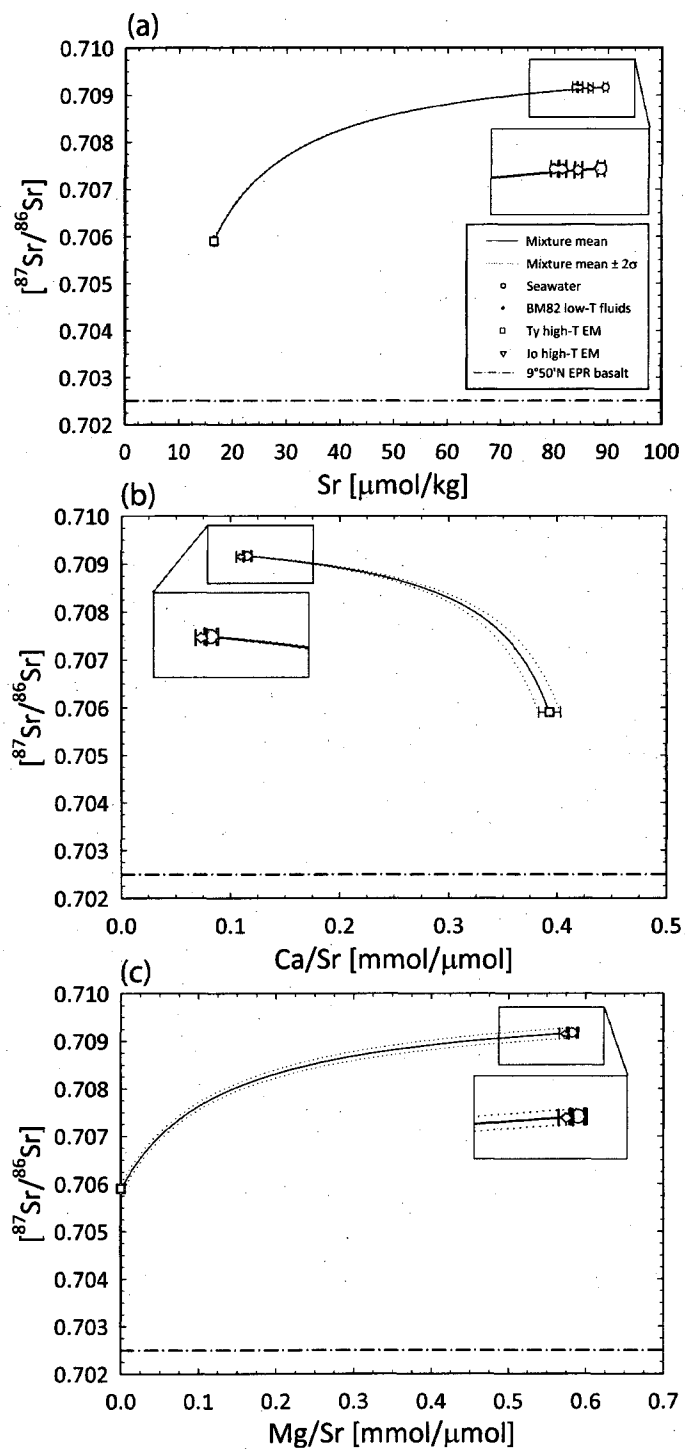 (a)
0.710
0.709
0.708
0.707
0.706
0.705
0.704
0.703
0.702
[⁸⁷Sr/⁸⁶Sr]
Mixture mean
Mixture mean ± 2σ
Seawater
BM82 low-T fluids
Ty high-T EM
Io high-T EM
9°50'N EPR basalt
0 10 20 30 40 50 60 70 80 90 100
Sr [μmol/kg]
(b)
0.710
0.709
0.708
0.707
0.706
0.705
0.704
0.703
0.702
[⁸⁷Sr/⁸⁶Sr]
0.0 0.1 0.2 0.3 0.4 0.5
Ca/Sr [mmol/μmol]
(c)
0.710
0.709
0.708
0.707
0.706
0.705
0.704
0.703
0.702
[⁸⁷Sr/⁸⁶Sr]
0.0 0.1 0.2 0.3 0.4 0.5 0.6 0.7
Mg/Sr [mmol/μmol]